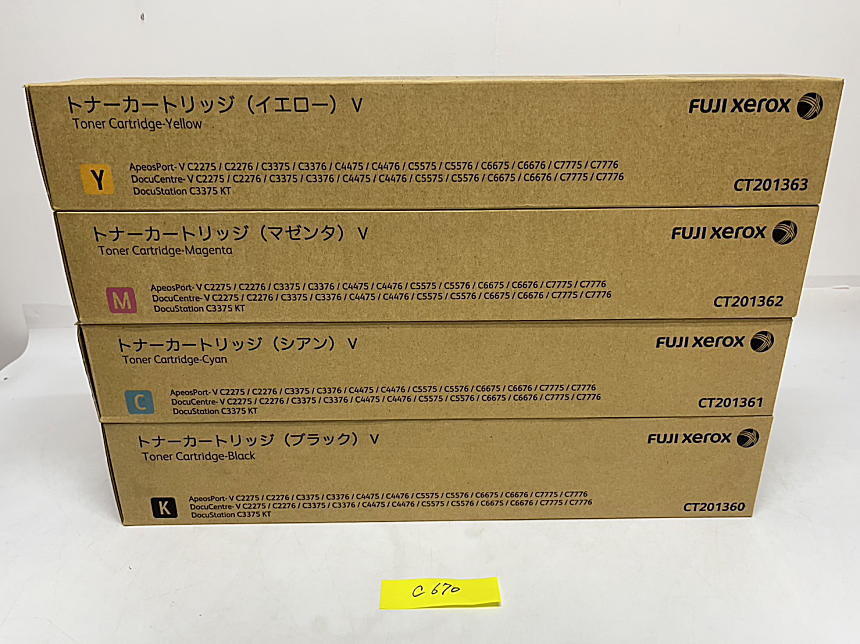 トナーカートリッジ（イエロー）V
FUJI xerox
Toner Cartridge-Yellow
Y
ApeosPort- V C2275 / C2276 / C3375 / C3376 / C4475 / C4476 / C5575 / C5576 / C6675 / C6676 / C7775 / C7776
DocuCentre- V C2275 / C2276 / C3375 / C3376 / C4475 / C4476 / C5575 / C5576 / C6675 / C6676 / C7775 / C7776
DocuStation C3375 KT
CT201363
トナーカートリッジ（マゼンタ）V
FUJI xerox
Toner Cartridge-Magenta
M
ApeosPort- V C2275 / C2276 / C3375 / C3376 / C4475 / C4476 / C5575 / C5576 / C6675 / C6676 / C7775 / C7776
DocuCentre- V C2275 / C2276 / C3375 / C3376 / C4475 / C4476 / C5575 / C5576 / C6675 / C6676 / C7775 / C7776
DocuStation C3375 KT
CT201362
トナーカートリッジ（シアン）V
FUJI xerox
Toner Cartridge-Cyan
C
ApeosPort- V C2275 / C2276 / C3375 / C3376 / C4475 / C4476 / C5575 / C5576 / C6675 / C6676 / C7775 / C7776
DocuCentre- V C2275 / C2276 / C3375 / C3376 / C4475 / C4476 / C5575 / C5576 / C6675 / C6676 / C7775 / C7776
DocuStation C3375 KT
CT201361
トナーカートリッジ（ブラック）V
FUJI xerox
Toner Cartridge-Black
K
ApeosPort- V C2275 / C2276 / C3375 / C3376 / C4475 / C4476 / C5575 / C5576 / C6675 / C6676 / C7775 / C7776
DocuCentre- V C2275 / C2276 / C3375 / C3376 / C4475 / C4476 / C5575 / C5576 / C6675 / C6676 / C7775 / C7776
DocuStation C3375 KT
CT201360
C670